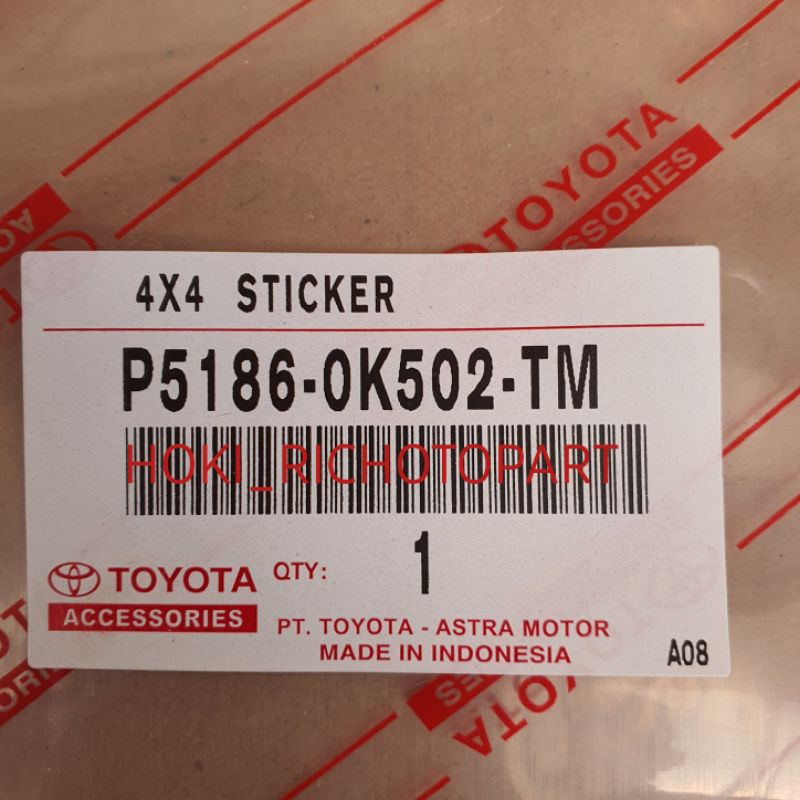 TOYOTA
ACCESSORIES
4X4 STICKER
P5186-0K502-TM
HOKI_RICHOTOPART
1
TOYOTA
ACCESSORIES
QTY:
PT. TOYOTA - ASTRA MOTOR
MADE IN INDONESIA
A08
TOYOTA